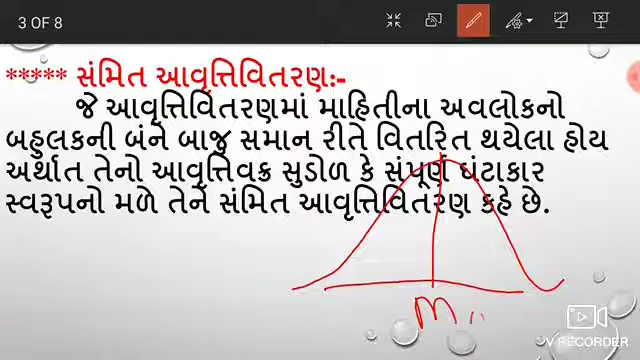 3 OF 8
***** સંમિત આવૃત્તિવિતરણ:-
જે આવૃત્તિવિતરણમાં માહિતીના અવલોકનો
બહુલકની બંને બાજુ સમાન રીતે વિતરિત થયેલા હોય
અર્થાત તેનો આવૃત્તિવક્ર સુડોળ કે સંપૂર્ણ ઘંટાકાર
સ્વરૂપનો મળે તેને સંમિત આવૃત્તિવિતરણ કહે છે.
M
V RECORDER